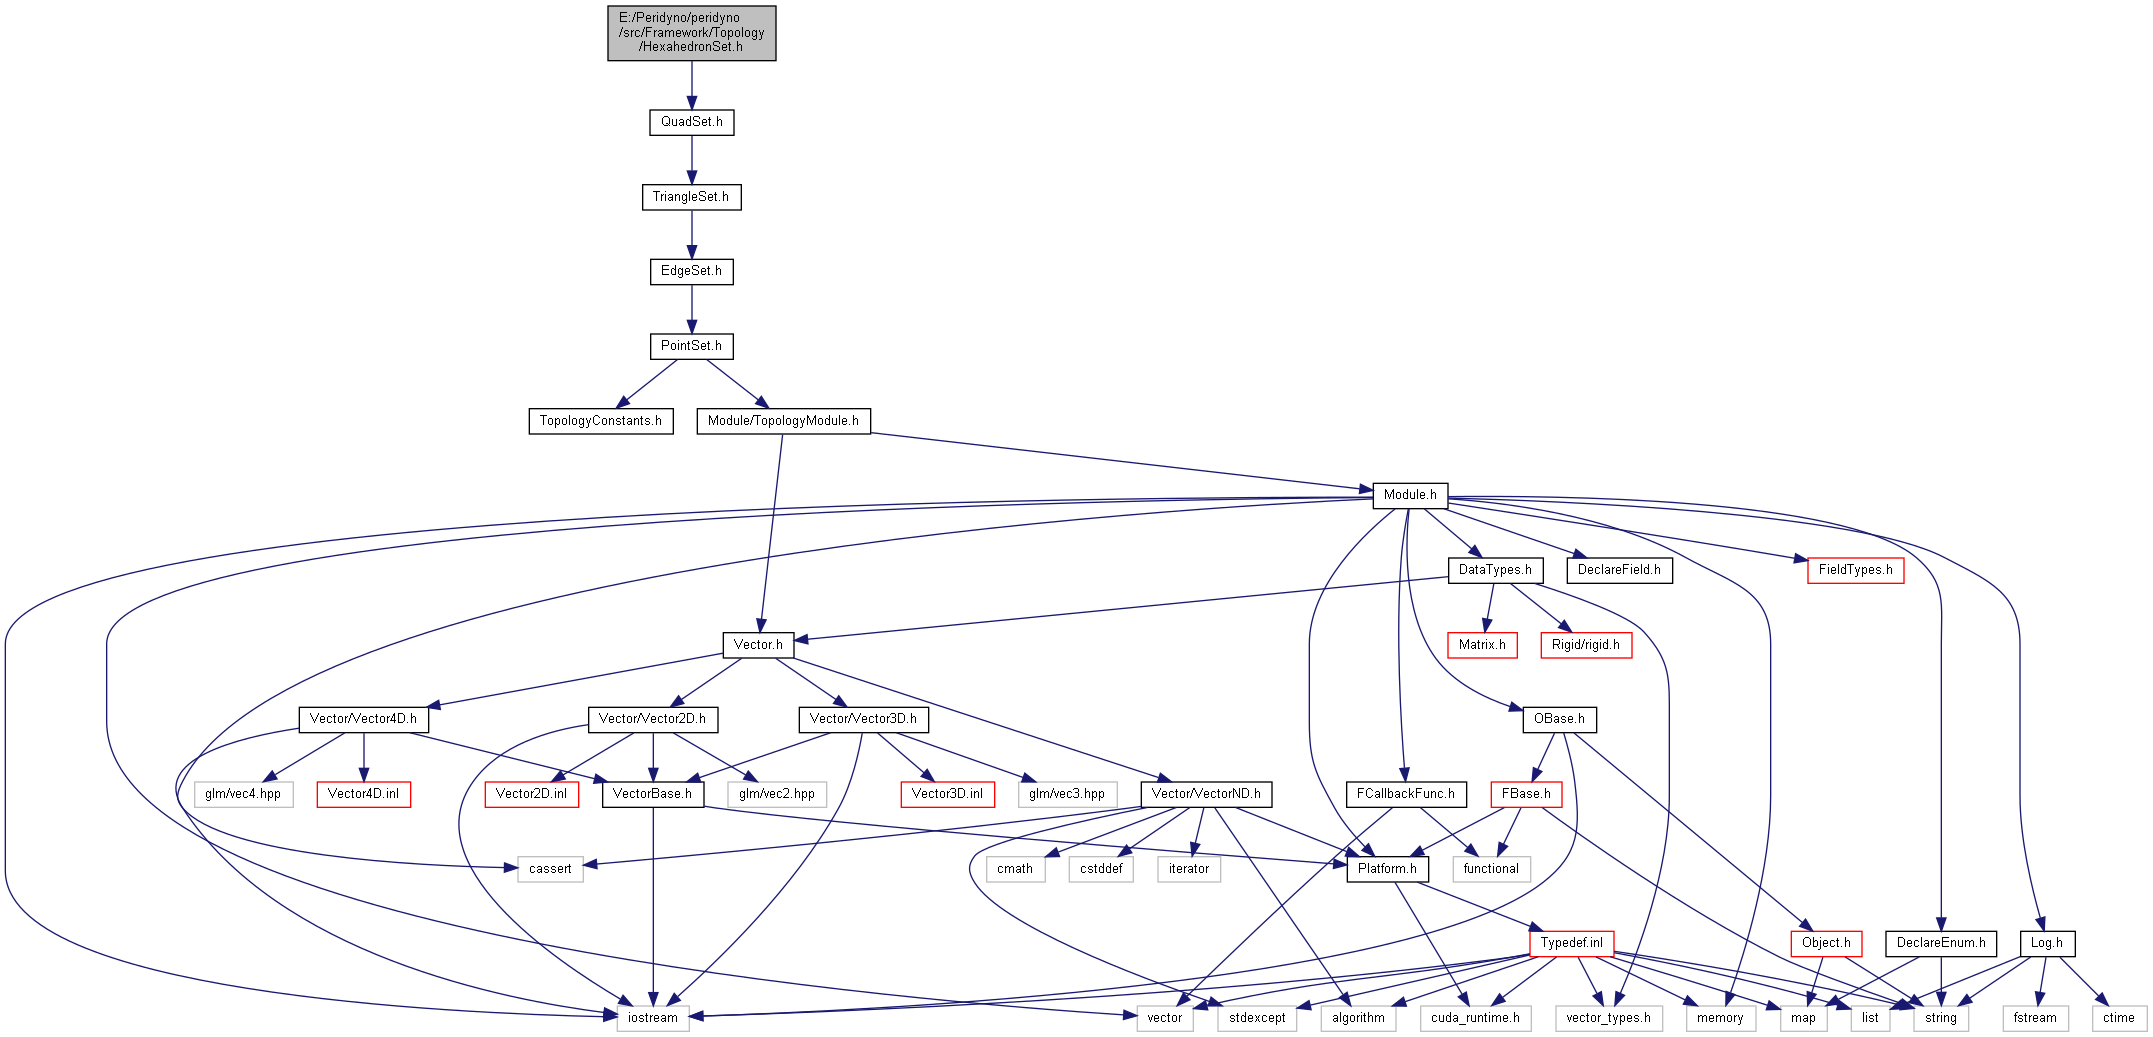 E:/Peridyno/peridyno
/src/Framework/Topology
/HexahedronSet.h
QuadSet.h
TriangleSet.h
EdgeSet.h
PointSet.h
TopologyConstants.h
Module/TopologyModule.h
Module.h
DataTypes.h
DeclareField.h
FieldTypes.h
Vector.h
Matrix.h
Rigid/rigid.h
Vector/Vector4D.h
Vector/Vector2D.h
Vector/Vector3D.h
OBase.h
glm/vec4.hpp
Vector4D.inl
Vector2D.inl
VectorBase.h
glm/vec2.hpp
Vector3D.inl
glm/vec3.hpp
Vector/VectorND.h
FCallbackFunc.h
FBase.h
cassert
cmath
cstddef
iterator
Platform.h
functional
Typedef.inl
Object.h
DeclareEnum.h
Log.h
iostream
vector
stdexcept
algorithm
cuda_runtime.h
vector_types.h
memory
map
list
string
fstream
ctime